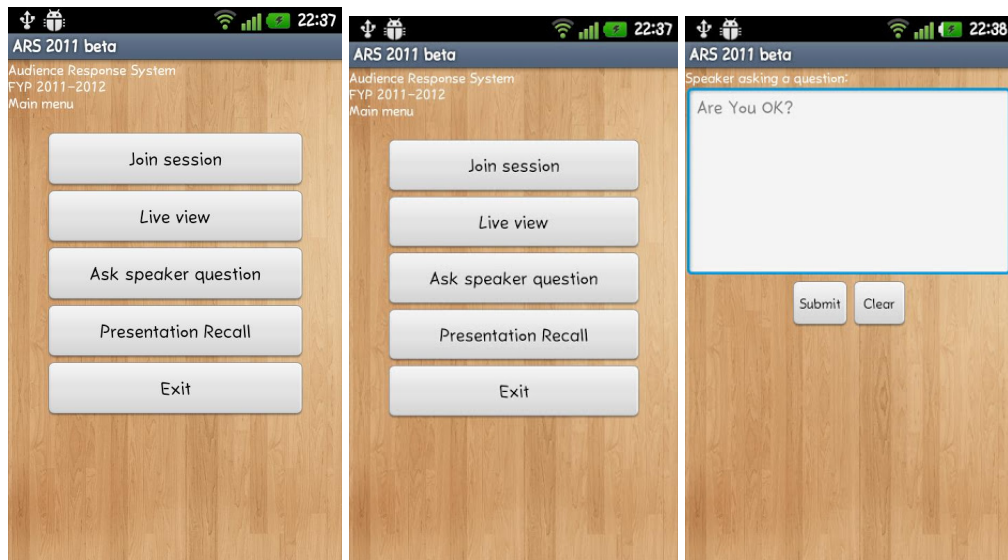 22:37
ARS 2011 beta
Audience Response System
FYP 2011-2012
Main menu
Join session
Live view
Ask speaker question
Presentation Recall
Exit
22:37
ARS 2011 beta
Audience Response System
FYP 2011-2012
Main menu
Join session
Live view
Ask speaker question
Presentation Recall
Exit
22:38
ARS 2011 beta
Speaker asking a question:
Are You OK?
Submit Clear